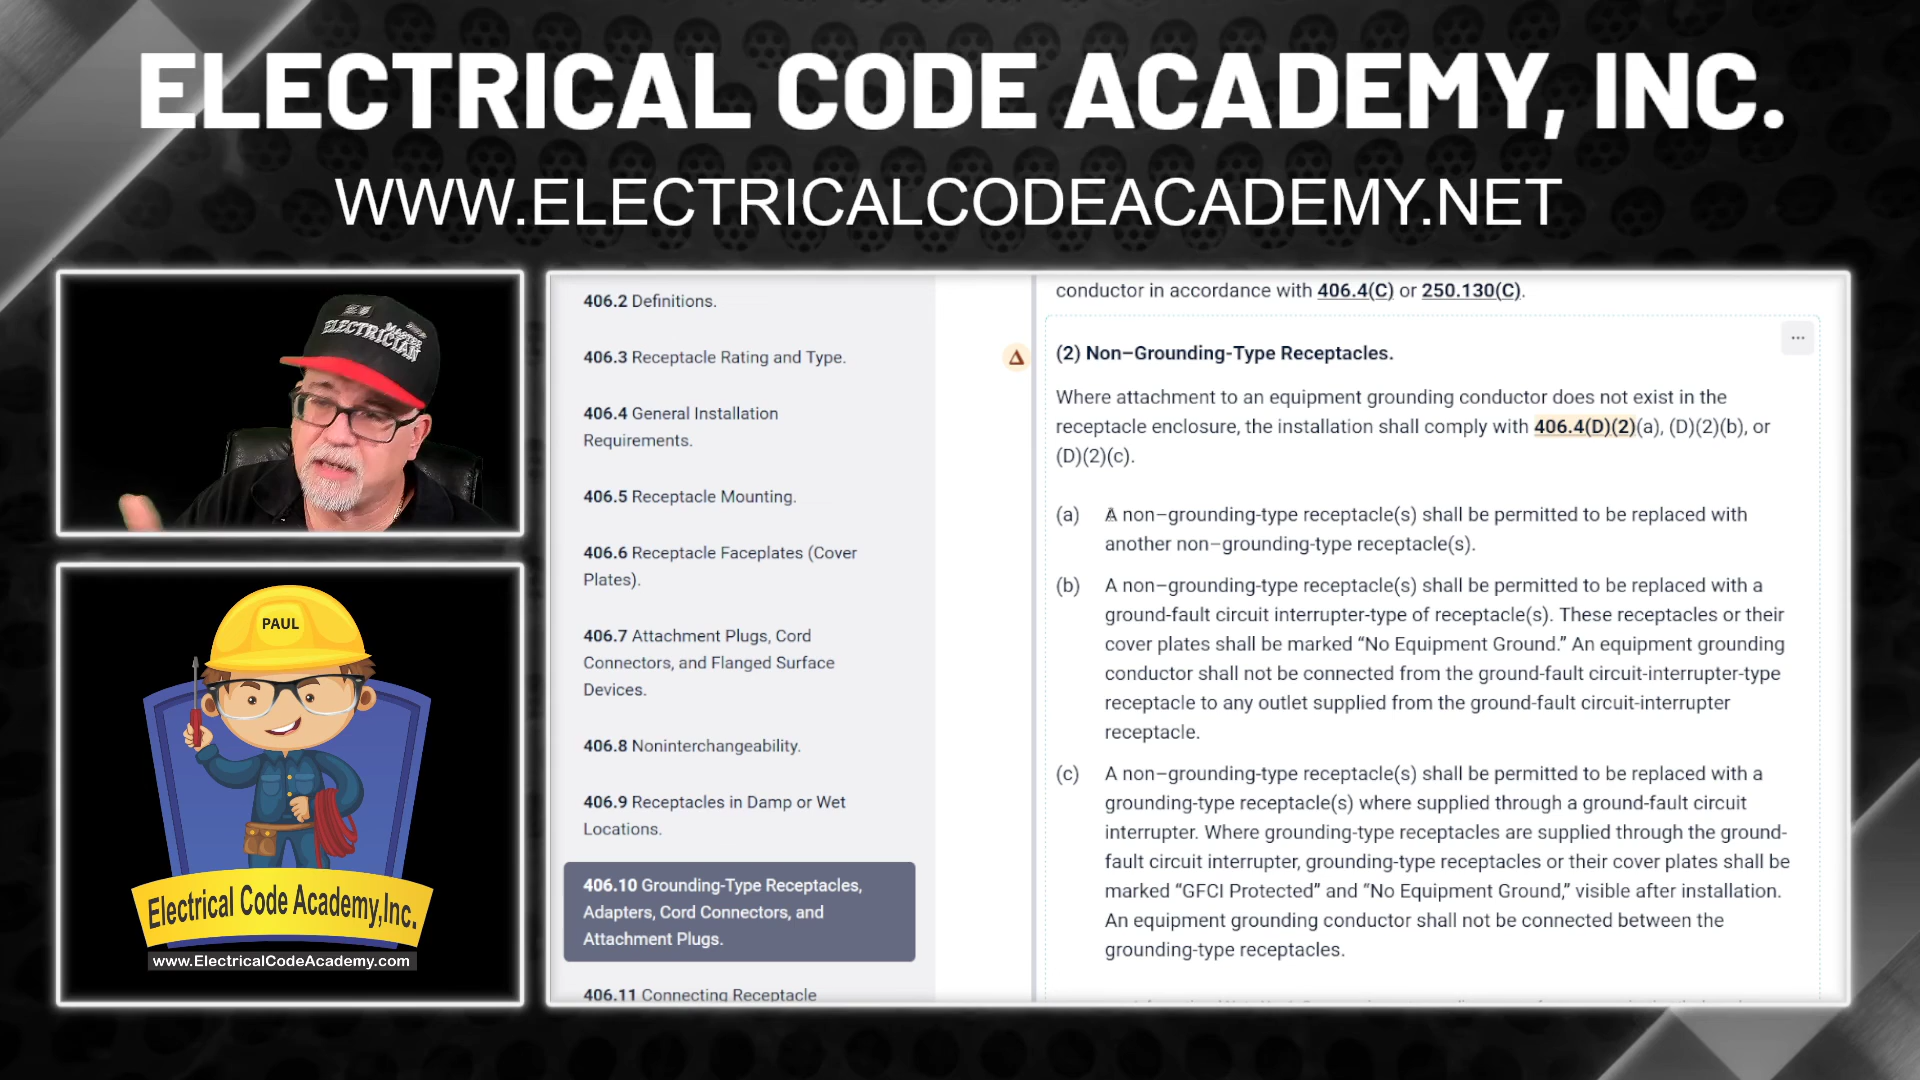 ELECTRICAL CODE ACADEMY, INC.
WWW.ELECTRICALCODEACADEMY.NET
ELECTRICIAN
PAUL
Electrical Code Academy,Inc.
www.ElectricalCodeAcademy.com
406.2 Definitions.
406.3 Receptacle Rating and Type.
406.4 General Installation
Requirements.
406.5 Receptacle Mounting.
406.6 Receptacle Faceplates (Cover
Plates).
406.7 Attachment Plugs, Cord
Connectors, and Flanged Surface
Devices.
406.8 Noninterchangeability.
406.9 Receptacles in Damp or Wet
Locations.
406.10 Grounding-Type Receptacles,
Adapters, Cord Connectors, and
Attachment Plugs.
406.11 Connecting Receptacle
conductor in accordance with 406.4(C) or 250.130(C).
(2) Non–Grounding-Type Receptacles.
Where attachment to an equipment grounding conductor does not exist in the
receptacle enclosure, the installation shall comply with 406.4(D)(2)(a), (D)(2)(b), or
(D)(2)(c).
(a) A non–grounding-type receptacle(s) shall be permitted to be replaced with
another non–grounding-type receptacle(s).
(b) A non–grounding-type receptacle(s) shall be permitted to be replaced with a
ground-fault circuit interrupter-type of receptacle(s). These receptacles or their
cover plates shall be marked “No Equipment Ground.” An equipment grounding
conductor shall not be connected from the ground-fault circuit-interrupter-type
receptacle to any outlet supplied from the ground-fault circuit-interrupter
receptacle.
(c) A non–grounding-type receptacle(s) shall be permitted to be replaced with a
grounding-type receptacle(s) where supplied through a ground-fault circuit
interrupter. Where grounding-type receptacles are supplied through the ground-
fault circuit interrupter, grounding-type receptacles or their cover plates shall be
marked “GFCI Protected” and “No Equipment Ground,” visible after installation.
An equipment grounding conductor shall not be connected between the
grounding-type receptacles.